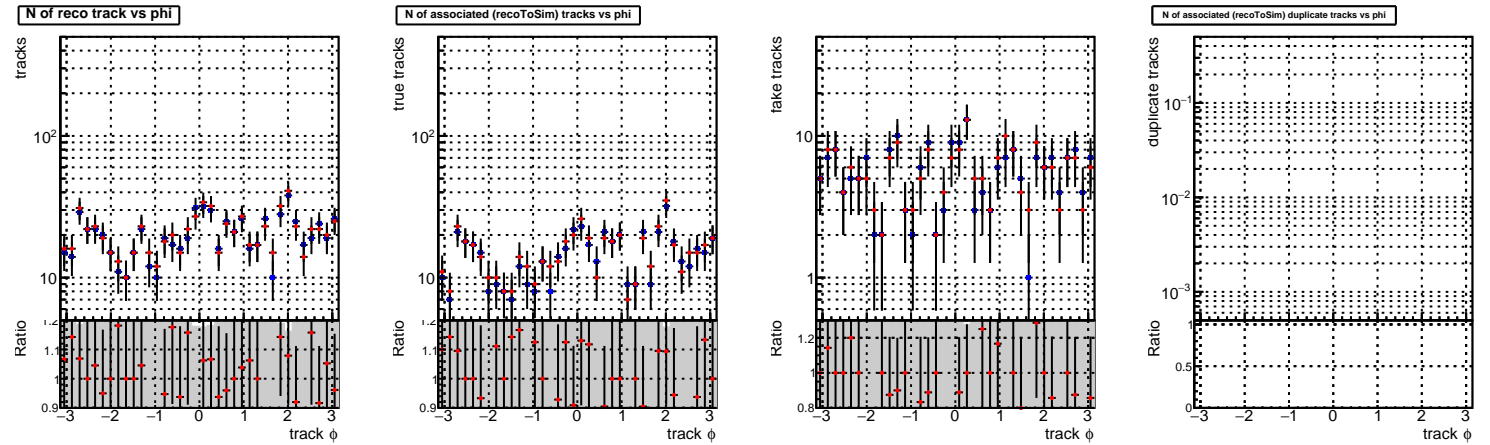 N of reco track vs phi
tracks
10²
10
Ratio
1.2
1.1
1
0.9
−3 −2 −1 0 1 2 3
track ϕ
N of associated (recoToSim) tracks vs phi
true tracks
10²
10
Ratio
1.2
1.1
1
0.9
−3 −2 −1 0 1 2 3
track ϕ
fake tracks
10
1
Ratio
1.2
1
0.8
−3 −2 −1 0 1 2 3
track ϕ
N of associated (recoToSim) duplicate tracks vs phi
duplicate tracks
10⁻¹
10⁻²
10⁻³
Ratio
1
0.5
0
−3 −2 −1 0 1 2 3
track ϕ